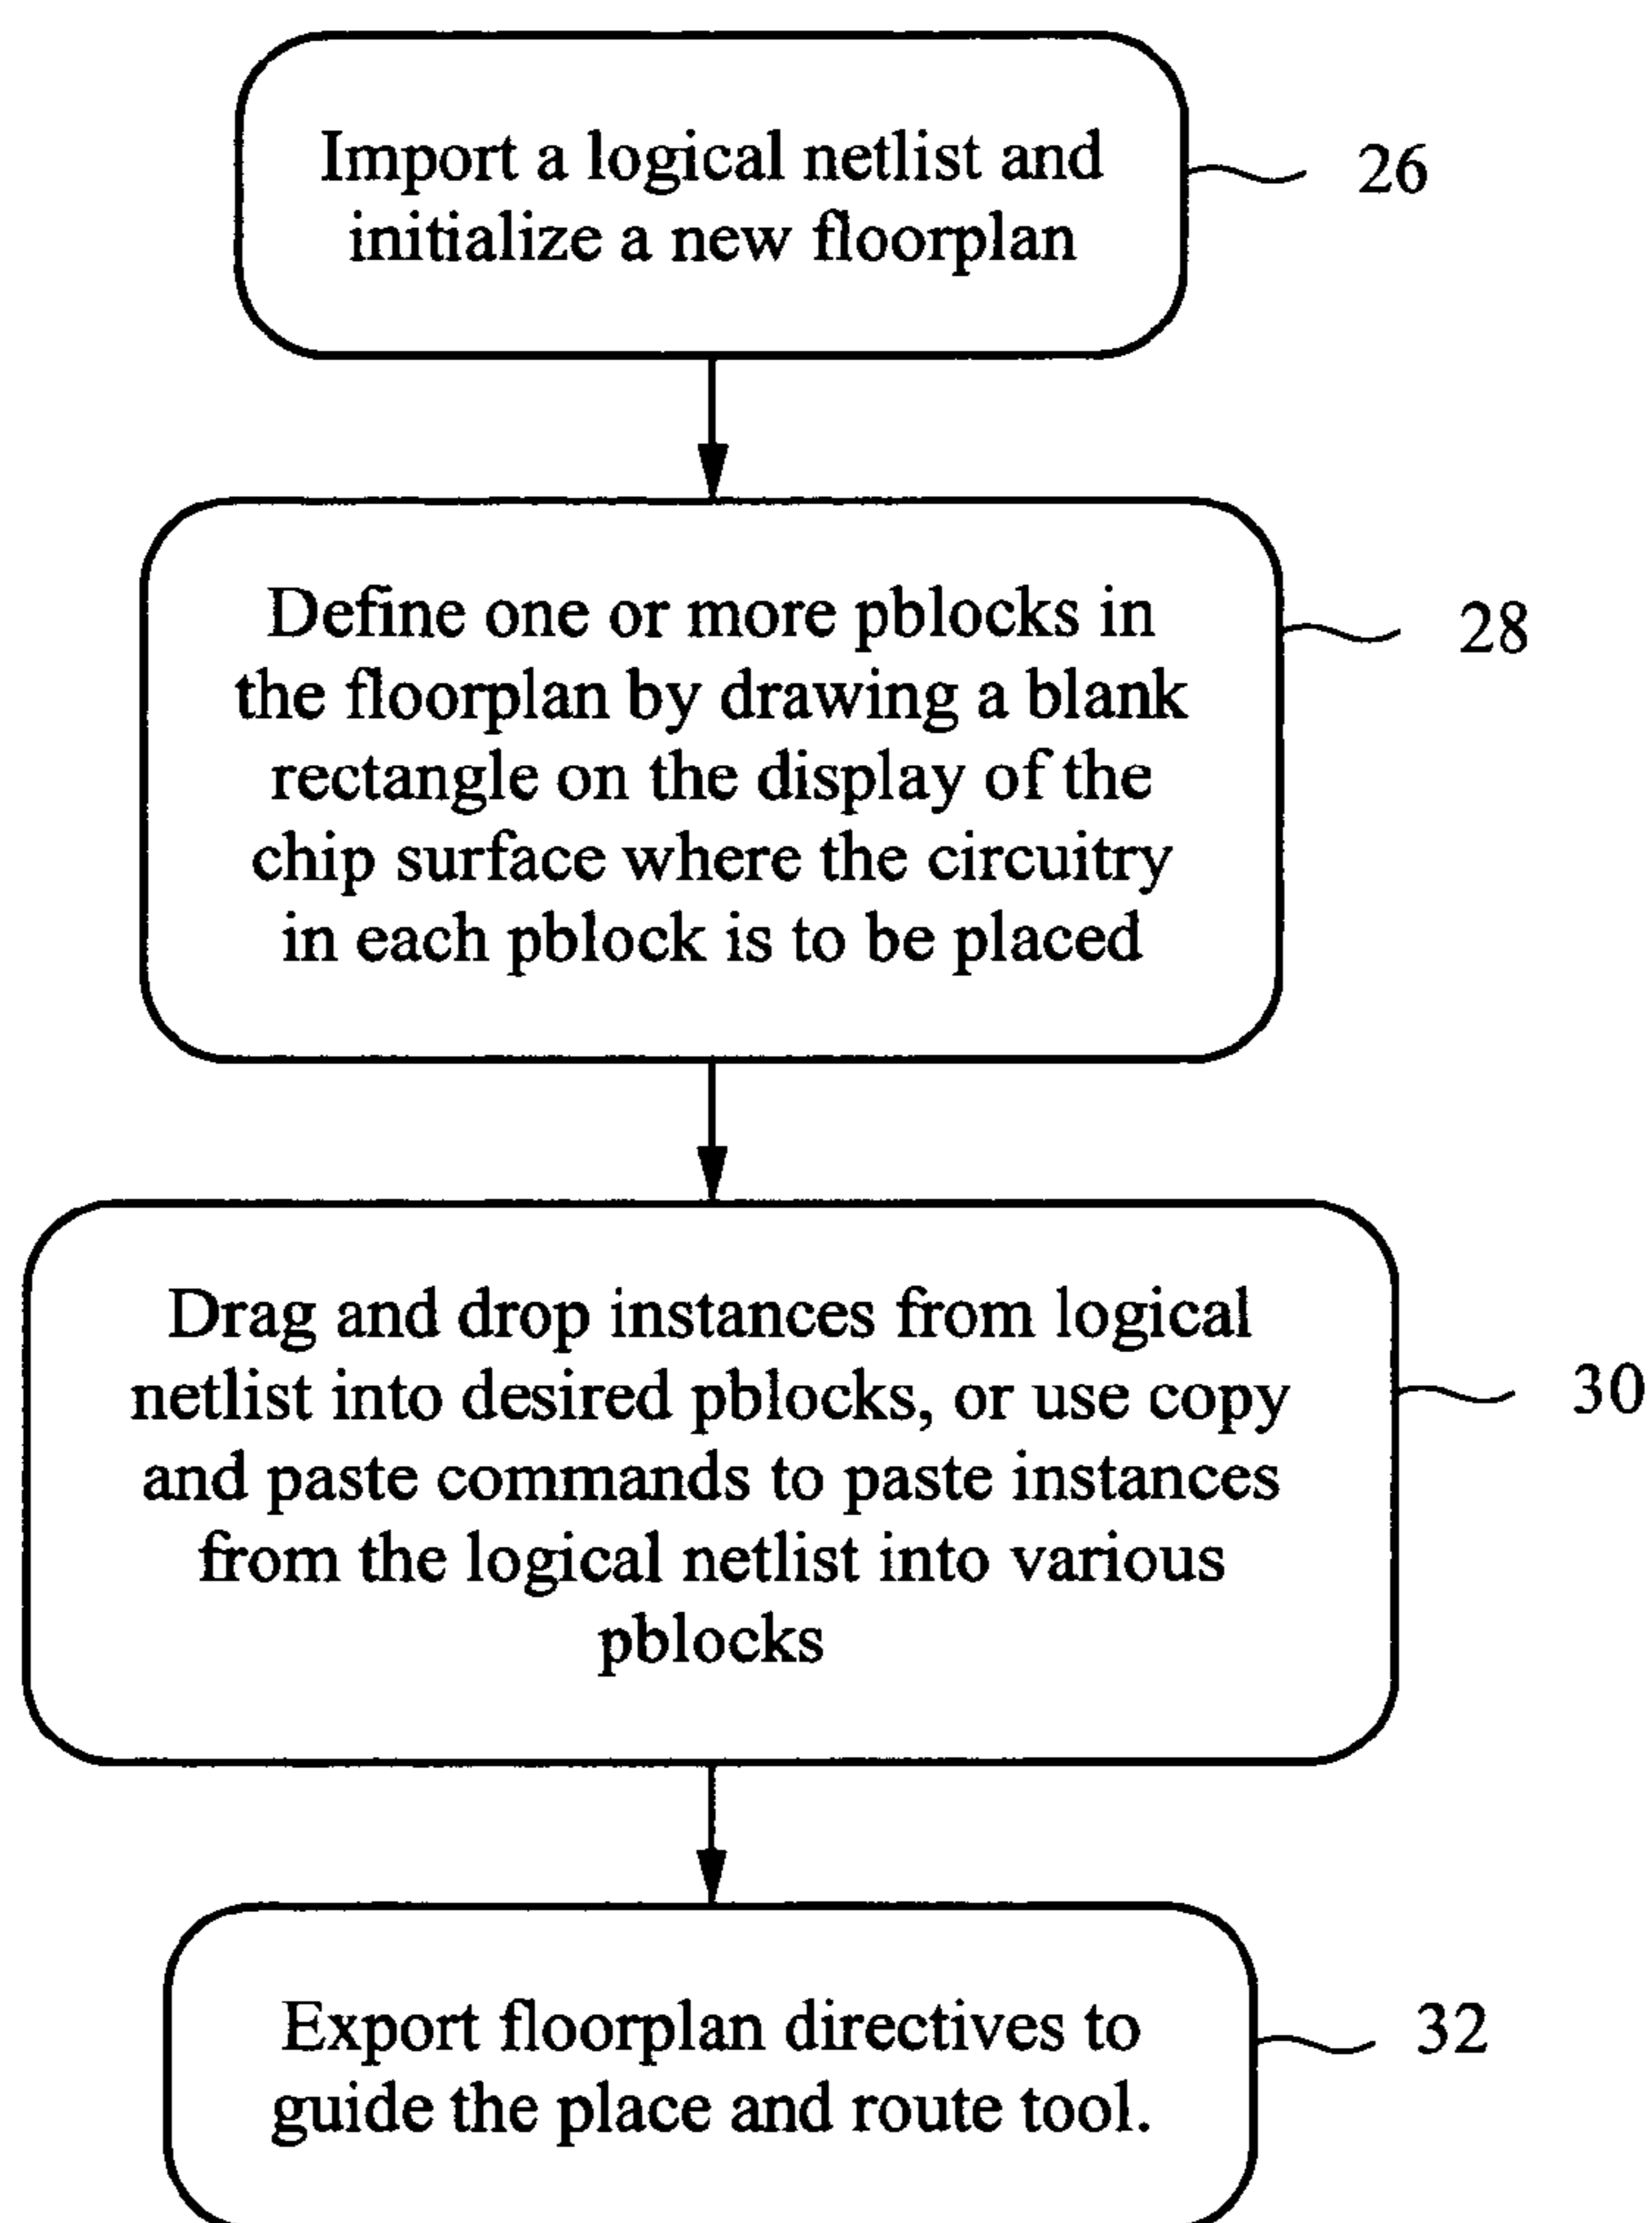 Import a logical netlist and
initialize a new floorplan
26
Define one or more pblocks in
the floorplan by drawing a blank
rectangle on the display of the
chip surface where the circuitry
in each pblock is to be placed
28
Drag and drop instances from logical
netlist into desired pblocks, or use copy
and paste commands to paste instances
from the logical netlist into various
pblocks
30
Export floorplan directives to
guide the place and route tool.
32